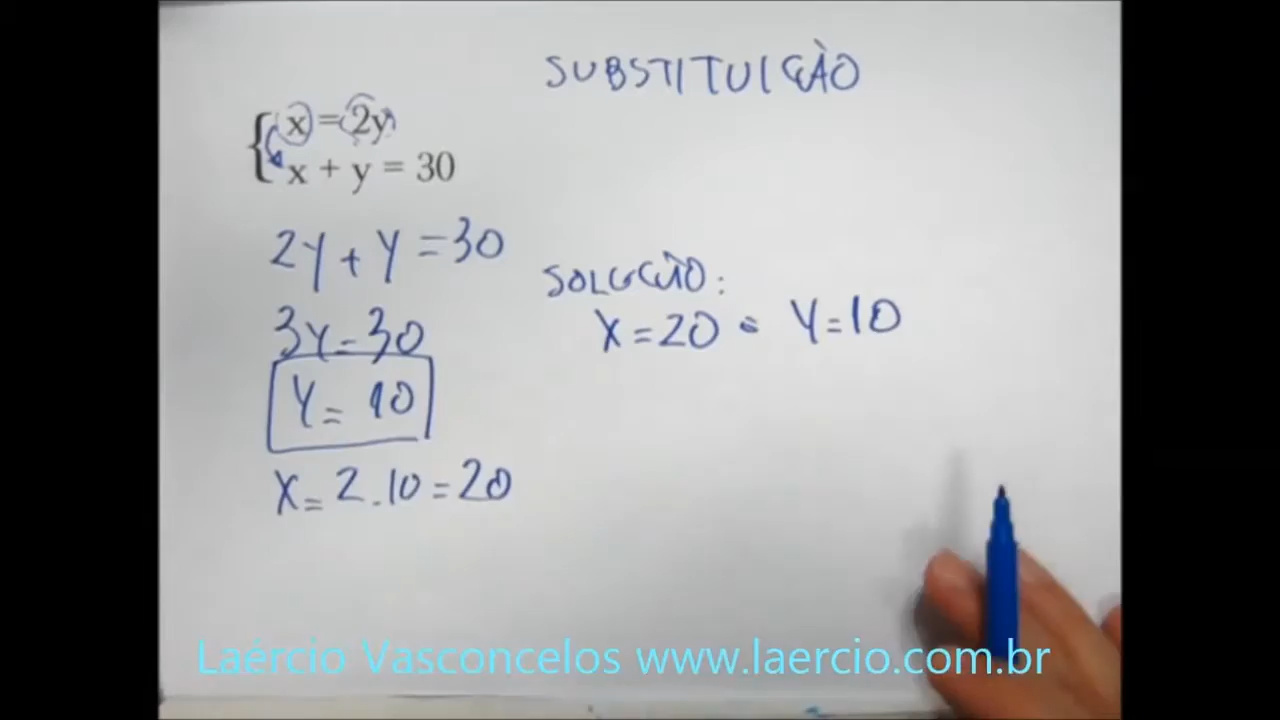 SUBSTITUIÇÃO
x = 2y
x + y = 30
2Y + Y = 30
3Y = 30
Y = 10
X = 2 . 10 = 20
SOLUÇÃO:
X = 20 e Y = 10
Laércio Vasconcelos www.laercio.com.br